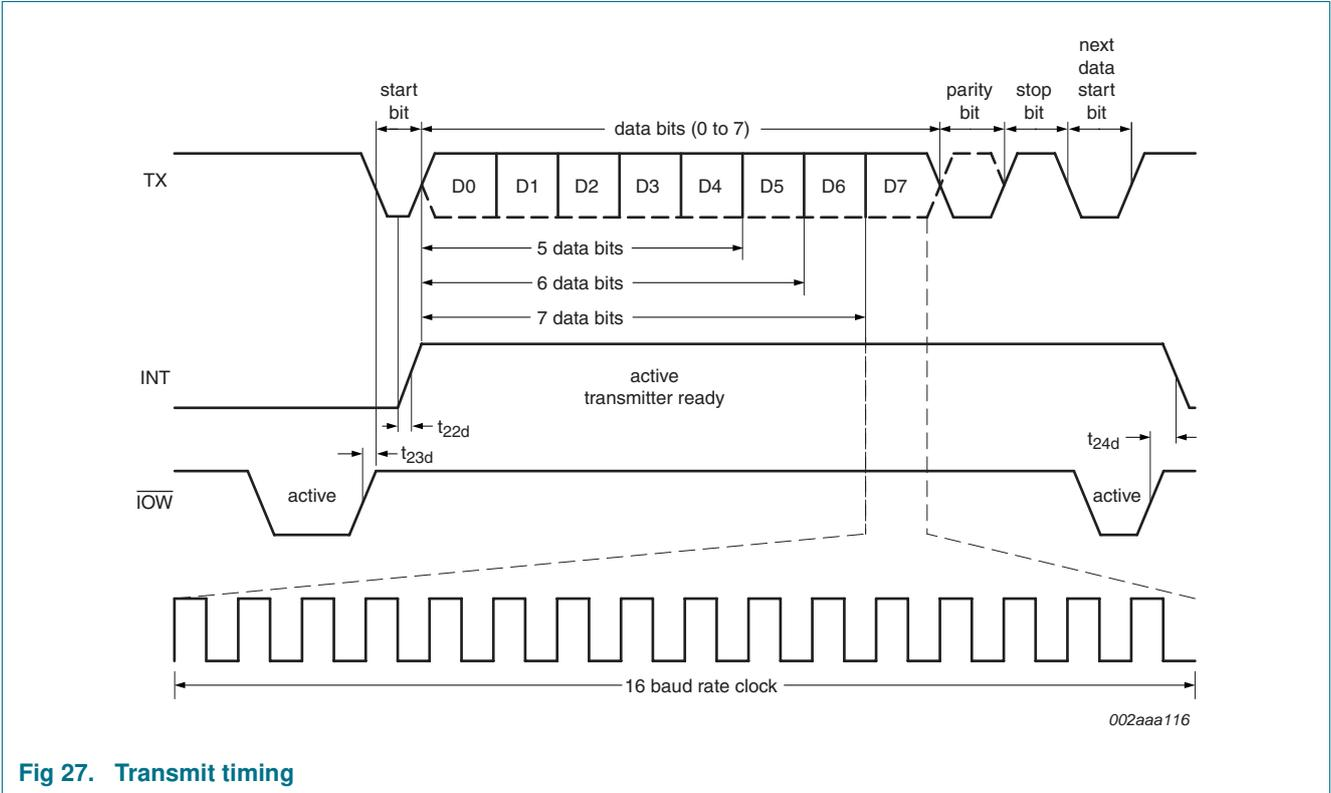 next
data
start
bit
start
bit
parity
bit
stop
bit
data bits (0 to 7)
TX
D0 D1 D2 D3 D4 D5 D6 D7
5 data bits
6 data bits
7 data bits
INT
active
transmitter ready
t22d
t23d
t24d
IOW
active
active
16 baud rate clock
002aaa116
Fig 27. Transmit timing